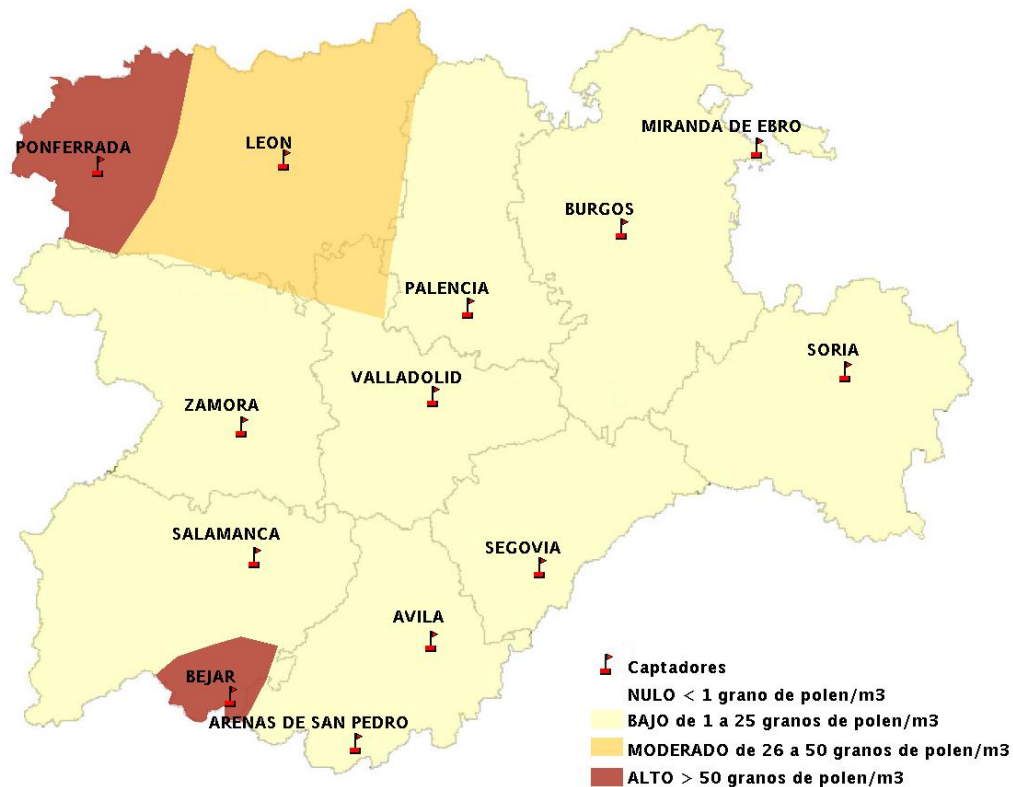 MIRANDA DE EBRO
PONFERRADA
LEON
BURGOS
PALENCIA
SORIA
VALLADOLID
ZAMORA
SALAMANCA
SEGOVIA
AVILA
BEJAR
ARENAS DE SAN PEDRO
Captadores
NULO < 1 grano de polen/m3
BAJO de 1 a 25 granos de polen/m3
MODERADO de 26 a 50 granos de polen/m3
ALTO > 50 granos de polen/m3